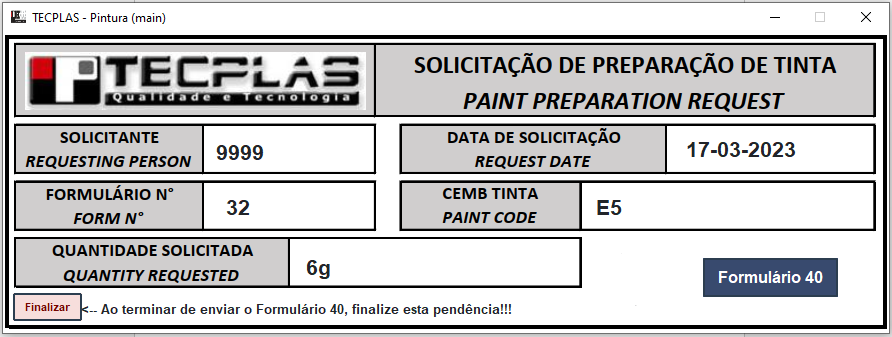 TECPLAS - Pintura (main)
TECPLAS
Qualidade e Tecnologia
SOLICITAÇÃO DE PREPARAÇÃO DE TINTA
PAINT PREPARATION REQUEST
SOLICITANTE
REQUESTING PERSON
9999
DATA DE SOLICITAÇÃO
REQUEST DATE
17-03-2023
FORMULÁRIO N°
FORM N°
32
CEMB TINTA
PAINT CODE
E5
QUANTIDADE SOLICITADA
QUANTITY REQUESTED
6g
Formulário 40
Finalizar
<-- Ao terminar de enviar o Formulário 40, finalize esta pendência!!!